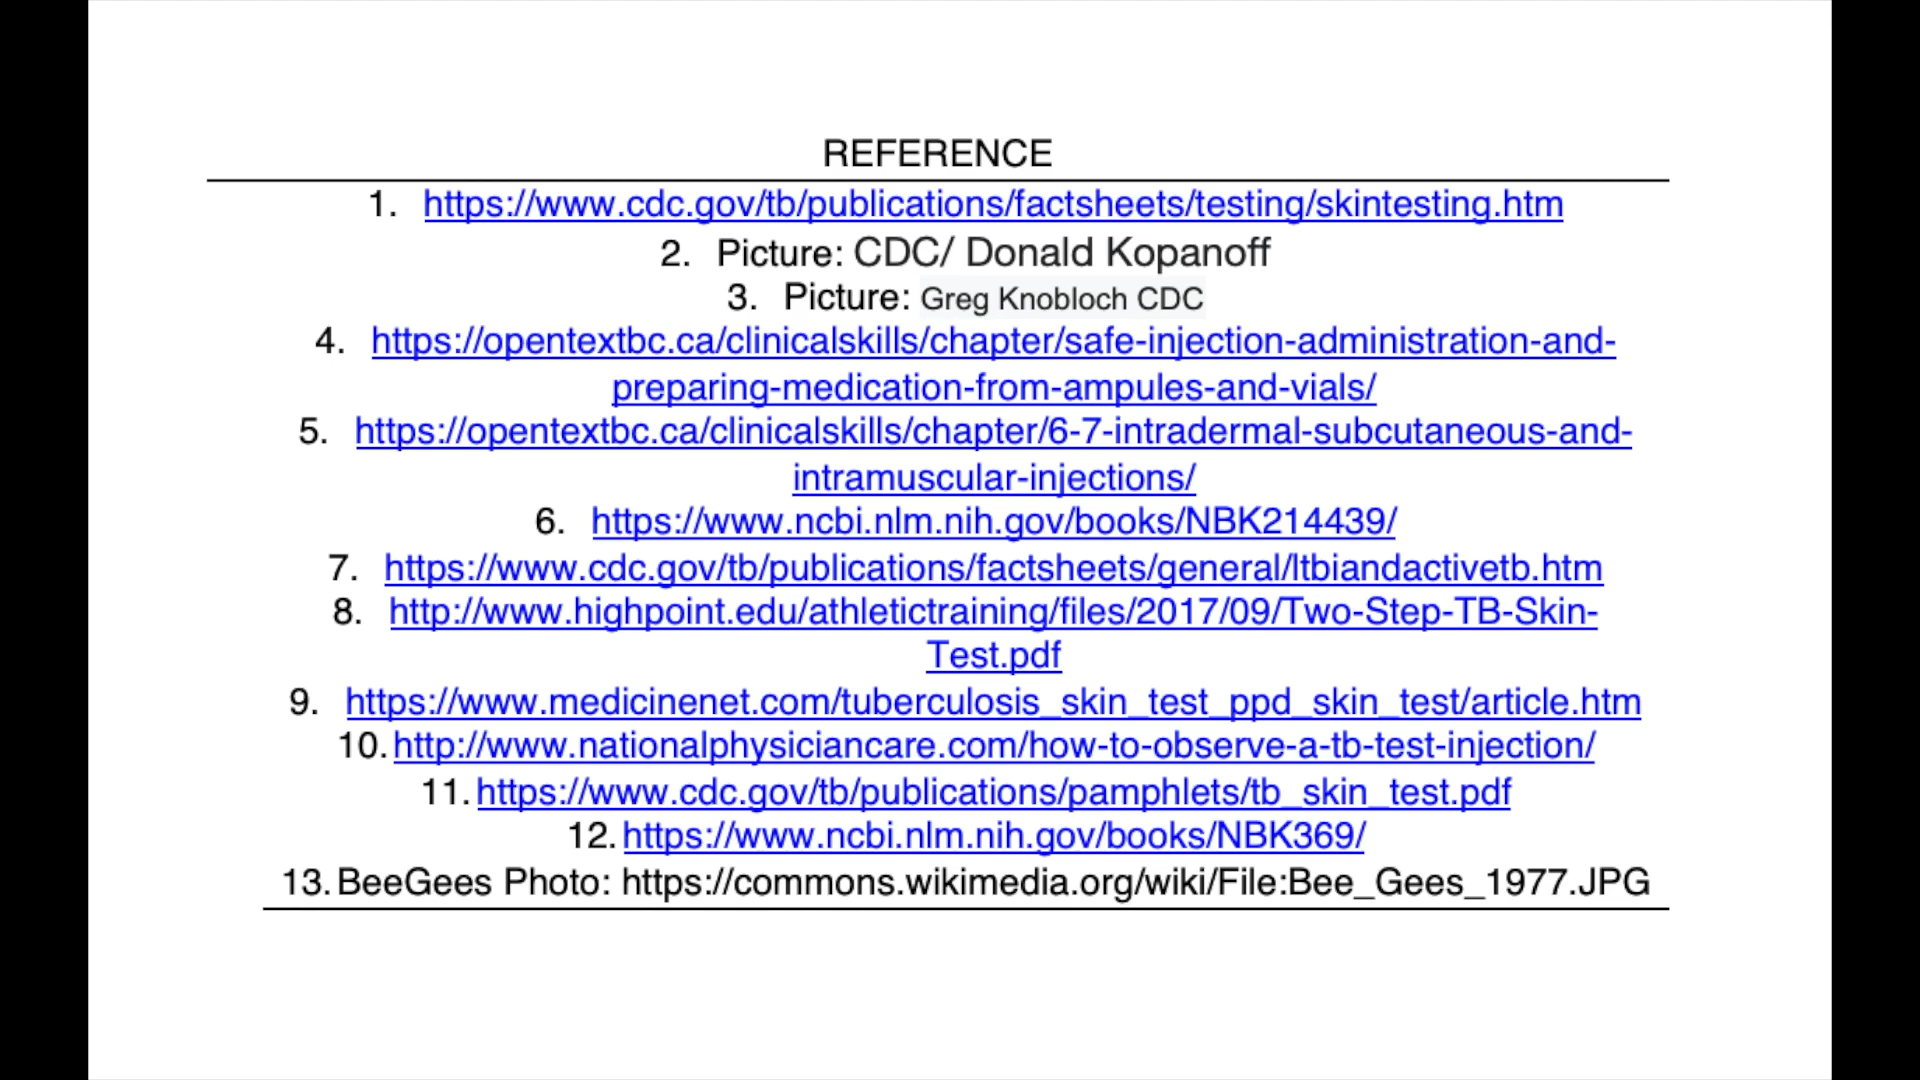 REFERENCE
1. https://www.cdc.gov/tb/publications/factsheets/testing/skintesting.htm
2. Picture: CDC/ Donald Kopanoff
3. Picture: Greg Knobloch CDC
4. https://opentextbc.ca/clinicalskills/chapter/safe-injection-administration-and-
preparing-medication-from-ampules-and-vials/
5. https://opentextbc.ca/clinicalskills/chapter/6-7-intradermal-subcutaneous-and-
intramuscular-injections/
6. https://www.ncbi.nlm.nih.gov/books/NBK214439/
7. https://www.cdc.gov/tb/publications/factsheets/general/ltbiandactivetb.htm
8. http://www.highpoint.edu/athletictraining/files/2017/09/Two-Step-TB-Skin-
Test.pdf
9. https://www.medicinenet.com/tuberculosis_skin_test_ppd_skin_test/article.htm
10. http://www.nationalphysiciancare.com/how-to-observe-a-tb-test-injection/
11. https://www.cdc.gov/tb/publications/pamphlets/tb_skin_test.pdf
12. https://www.ncbi.nlm.nih.gov/books/NBK369/
13. BeeGees Photo: https://commons.wikimedia.org/wiki/File:Bee_Gees_1977.JPG